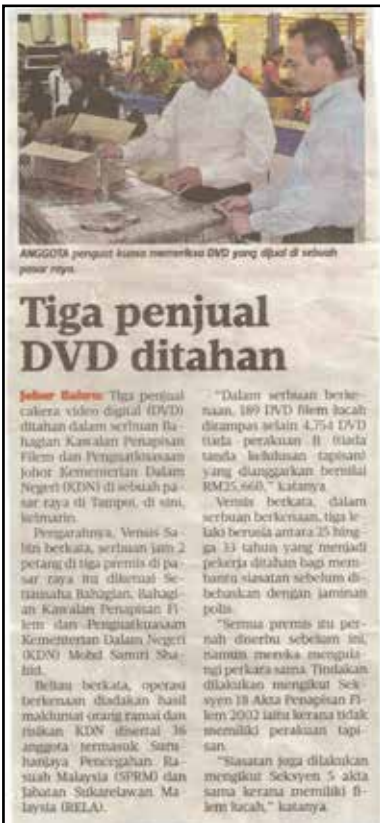 ANGGOTA penguat kuasa memeriksa DVD yang dijual di sebuah
pasar raya.
Tiga penjual
DVD ditahan
Johor Bahru: Tiga penjual
cakera video digital (DVD)
ditahan dalam serbuan Ba-
hagian Kawalan Penapisan
Filem dan Penguatkuasaan
Johor Kementerian Dalam
Negeri (KDN) di sebuah pa-
sar raya di Tampoi, di sini,
kelmarin.
Pengarahnya, Vensis Sa-
bin berkata, serbuan jam 2
petang di tiga premis di pa-
sar raya itu diketuai Se-
tiausaha Bahagian, Bahagi-
an Kawalan Penapisan Fi-
lem dan Penguatkuasaan
Kementerian Dalam Negeri
(KDN) Mohd Samuri Sha-
hid.
Beliau berkata, operasi
berkenaan diadakan hasil
maklumat orang ramai dan
risikan KDN disertai 36
anggota termasuk Suru-
hanjaya Pencegahan Ra-
suah Malaysia (SPRM) dan
Jabatan Sukarelawan Ma-
laysia (RELA).
"Dalam serbuan berke-
naan, 189 DVD filem lucah
dirampas selain 4,754 DVD
tiada perakuan B (tiada
tanda kelulusan tapisan)
yang dianggarkan bernilai
RM25,660," katanya.
Vensis berkata, dalam
serbuan berkenaan, tiga le-
laki berusia antara 25 hing-
ga 33 tahun yang menjadi
pekerja ditahan bagi mem-
bantu siasatan sebelum di-
bebaskan dengan jaminan
polis.
"Semua premis itu per-
nah diserbu sebelum ini,
namun mereka mengula-
ngi perkara sama. Tindakan
dilakukan mengikut Sek-
syen 18 Akta Penapisan Fi-
lem 2002 iaitu kerana tidak
memiliki perakuan tapi-
san.
"Siasatan juga dilakukan
mengikut Seksyen 5 akta
sama kerana memiliki fi-
lem lucah," katanya.